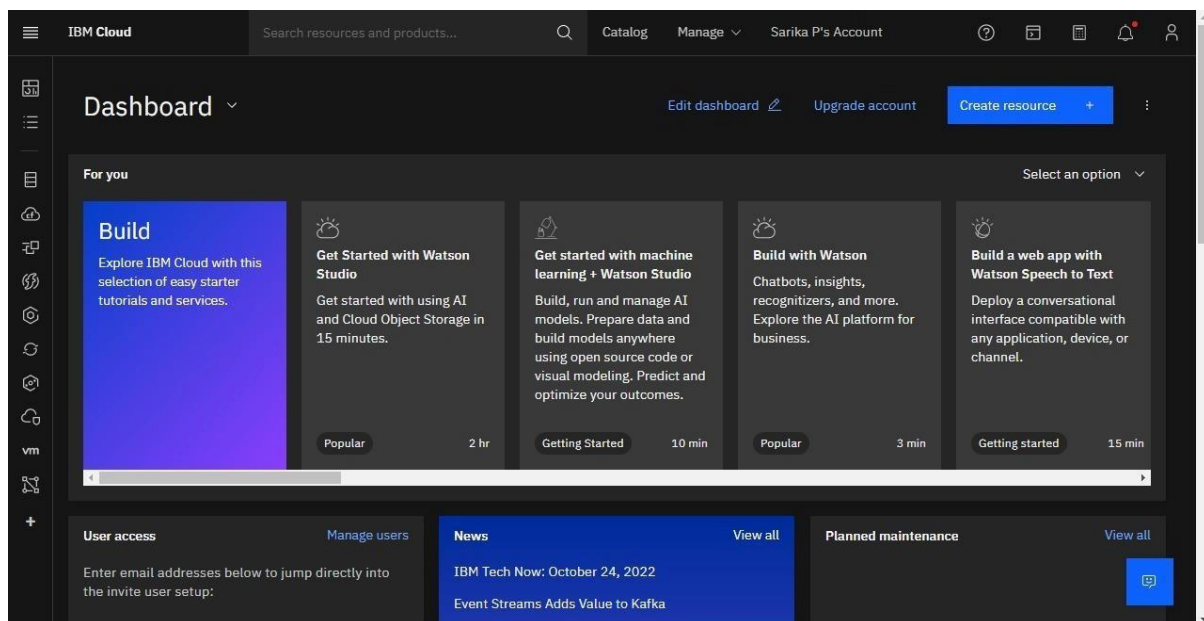 IBM Cloud
Search resources and products...
Catalog
Manage
Sarika P's Account
Dashboard
Edit dashboard
Upgrade account
Create resource +
For you
Select an option
Build
Explore IBM Cloud with this
selection of easy starter
tutorials and services.
Get Started with Watson
Studio
Get started with using AI
and Cloud Object Storage in
15 minutes.
Popular
2 hr
Get started with machine
learning + Watson Studio
Build, run and manage AI
models. Prepare data and
build models anywhere
using open source code or
visual modeling. Predict and
optimize your outcomes.
Getting Started
10 min
Build with Watson
Chatbots, insights,
recognitizers, and more.
Explore the AI platform for
business.
Popular
3 min
Build a web app with
Watson Speech to Text
Deploy a conversational
interface compatible with
any application, device, or
channel.
Getting started
15 min
vm
User access
Manage users
Enter email addresses below to jump directly into
the invite user setup:
News
View all
IBM Tech Now: October 24, 2022
Event Streams Adds Value to Kafka
Planned maintenance
View all